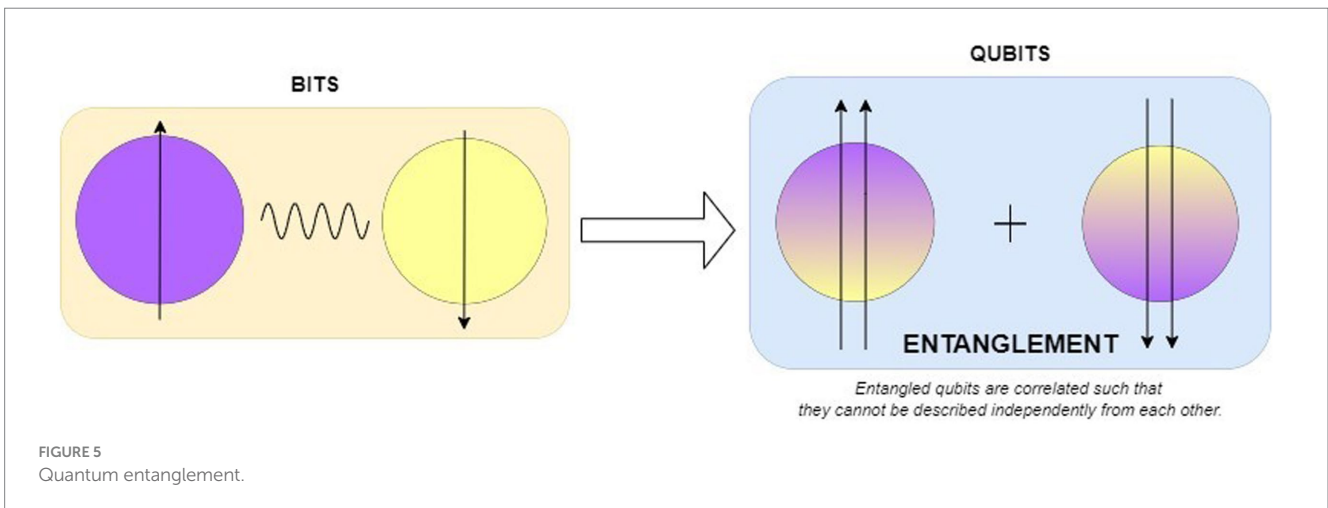 BITS
QUBITS
ENTANGLEMENT
Entangled qubits are correlated such that
they cannot be described independently from each other.
FIGURE 5
Quantum entanglement.